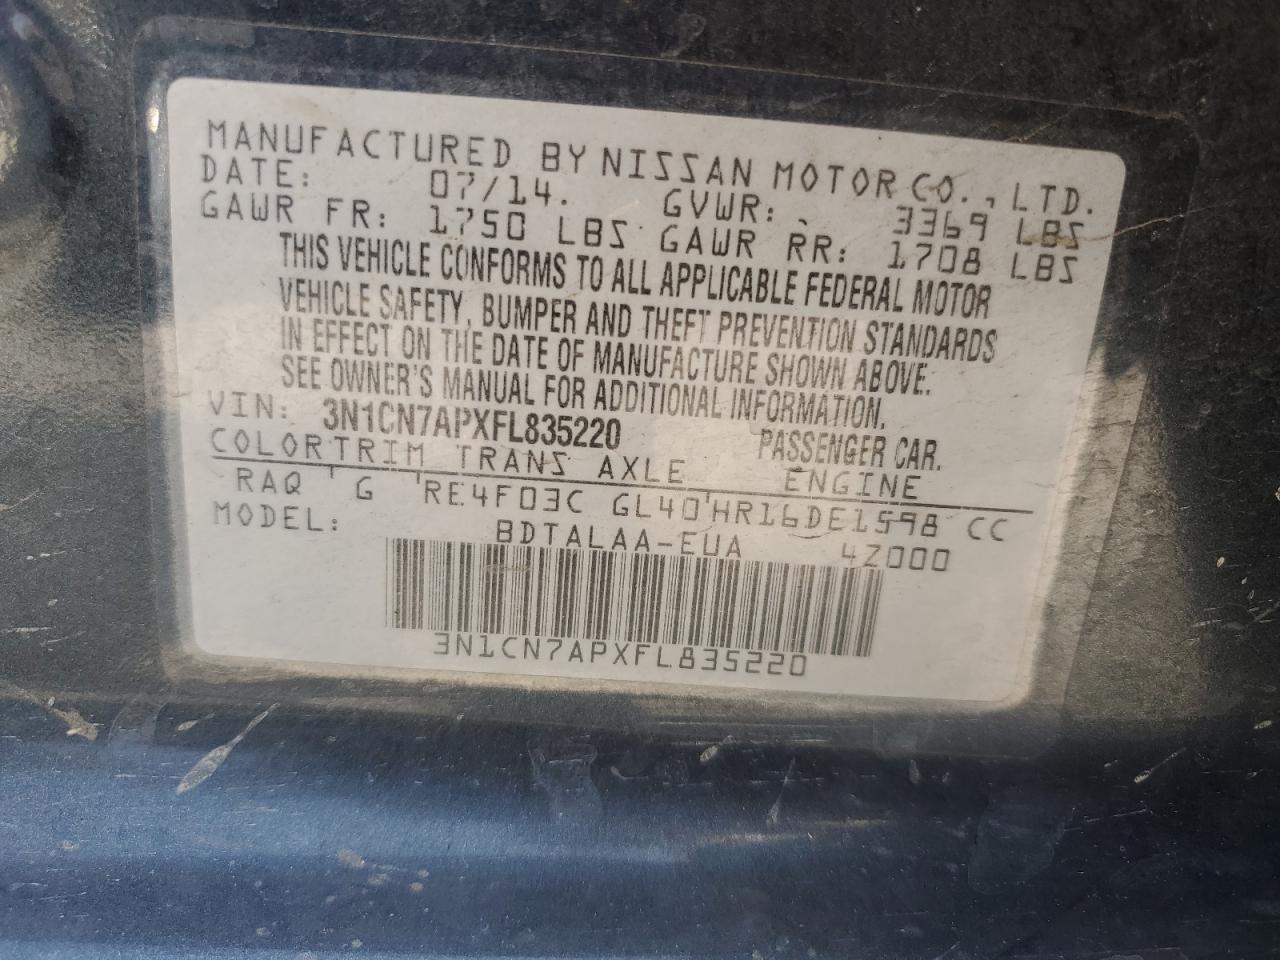 MANUFACTURED BY NISSAN MOTOR CO., LTD.
DATE: 07/14. GVWR: 3369 LBS
GAWR FR: 1750 LBS GAWR RR: 1708 LBS
THIS VEHICLE CONFORMS TO ALL APPLICABLE FEDERAL MOTOR
VEHICLE SAFETY, BUMPER AND THEFT PREVENTION STANDARDS
IN EFFECT ON THE DATE OF MANUFACTURE SHOWN ABOVE.
SEE OWNER'S MANUAL FOR ADDITIONAL INFORMATION.
VIN: 3N1CN7APXFL835220 PASSENGER CAR.
COLOR TRIM TRANS AXLE ENGINE
RAQ ' G 'RE4F03C GL40'HR16DE1598 CC
MODEL: BDTALAA-EUA 4Z000
3N1CN7APXFL835220